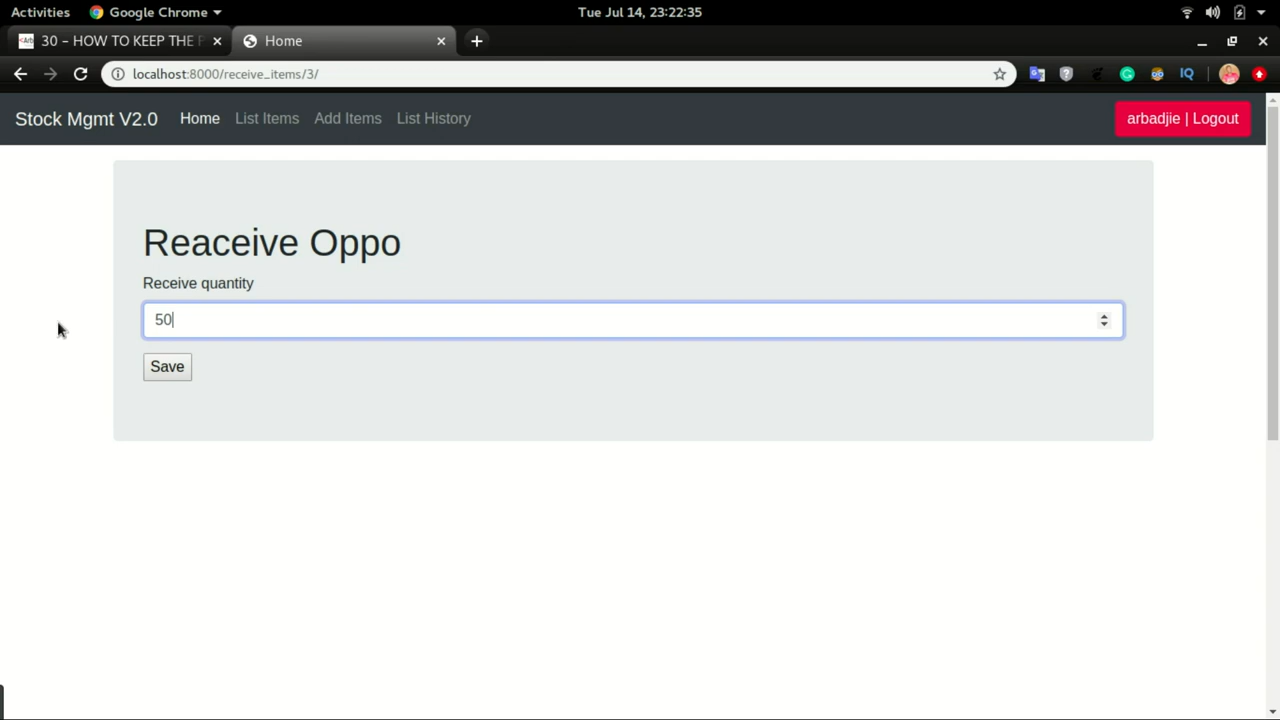 Activities Google Chrome Tue Jul 14, 23:22:35
30 – HOW TO KEEP THE Home
localhost:8000/receive_items/3/
Stock Mgmt V2.0 Home List Items Add Items List History arbadjie | Logout
Reaceive Oppo
Receive quantity
50
Save